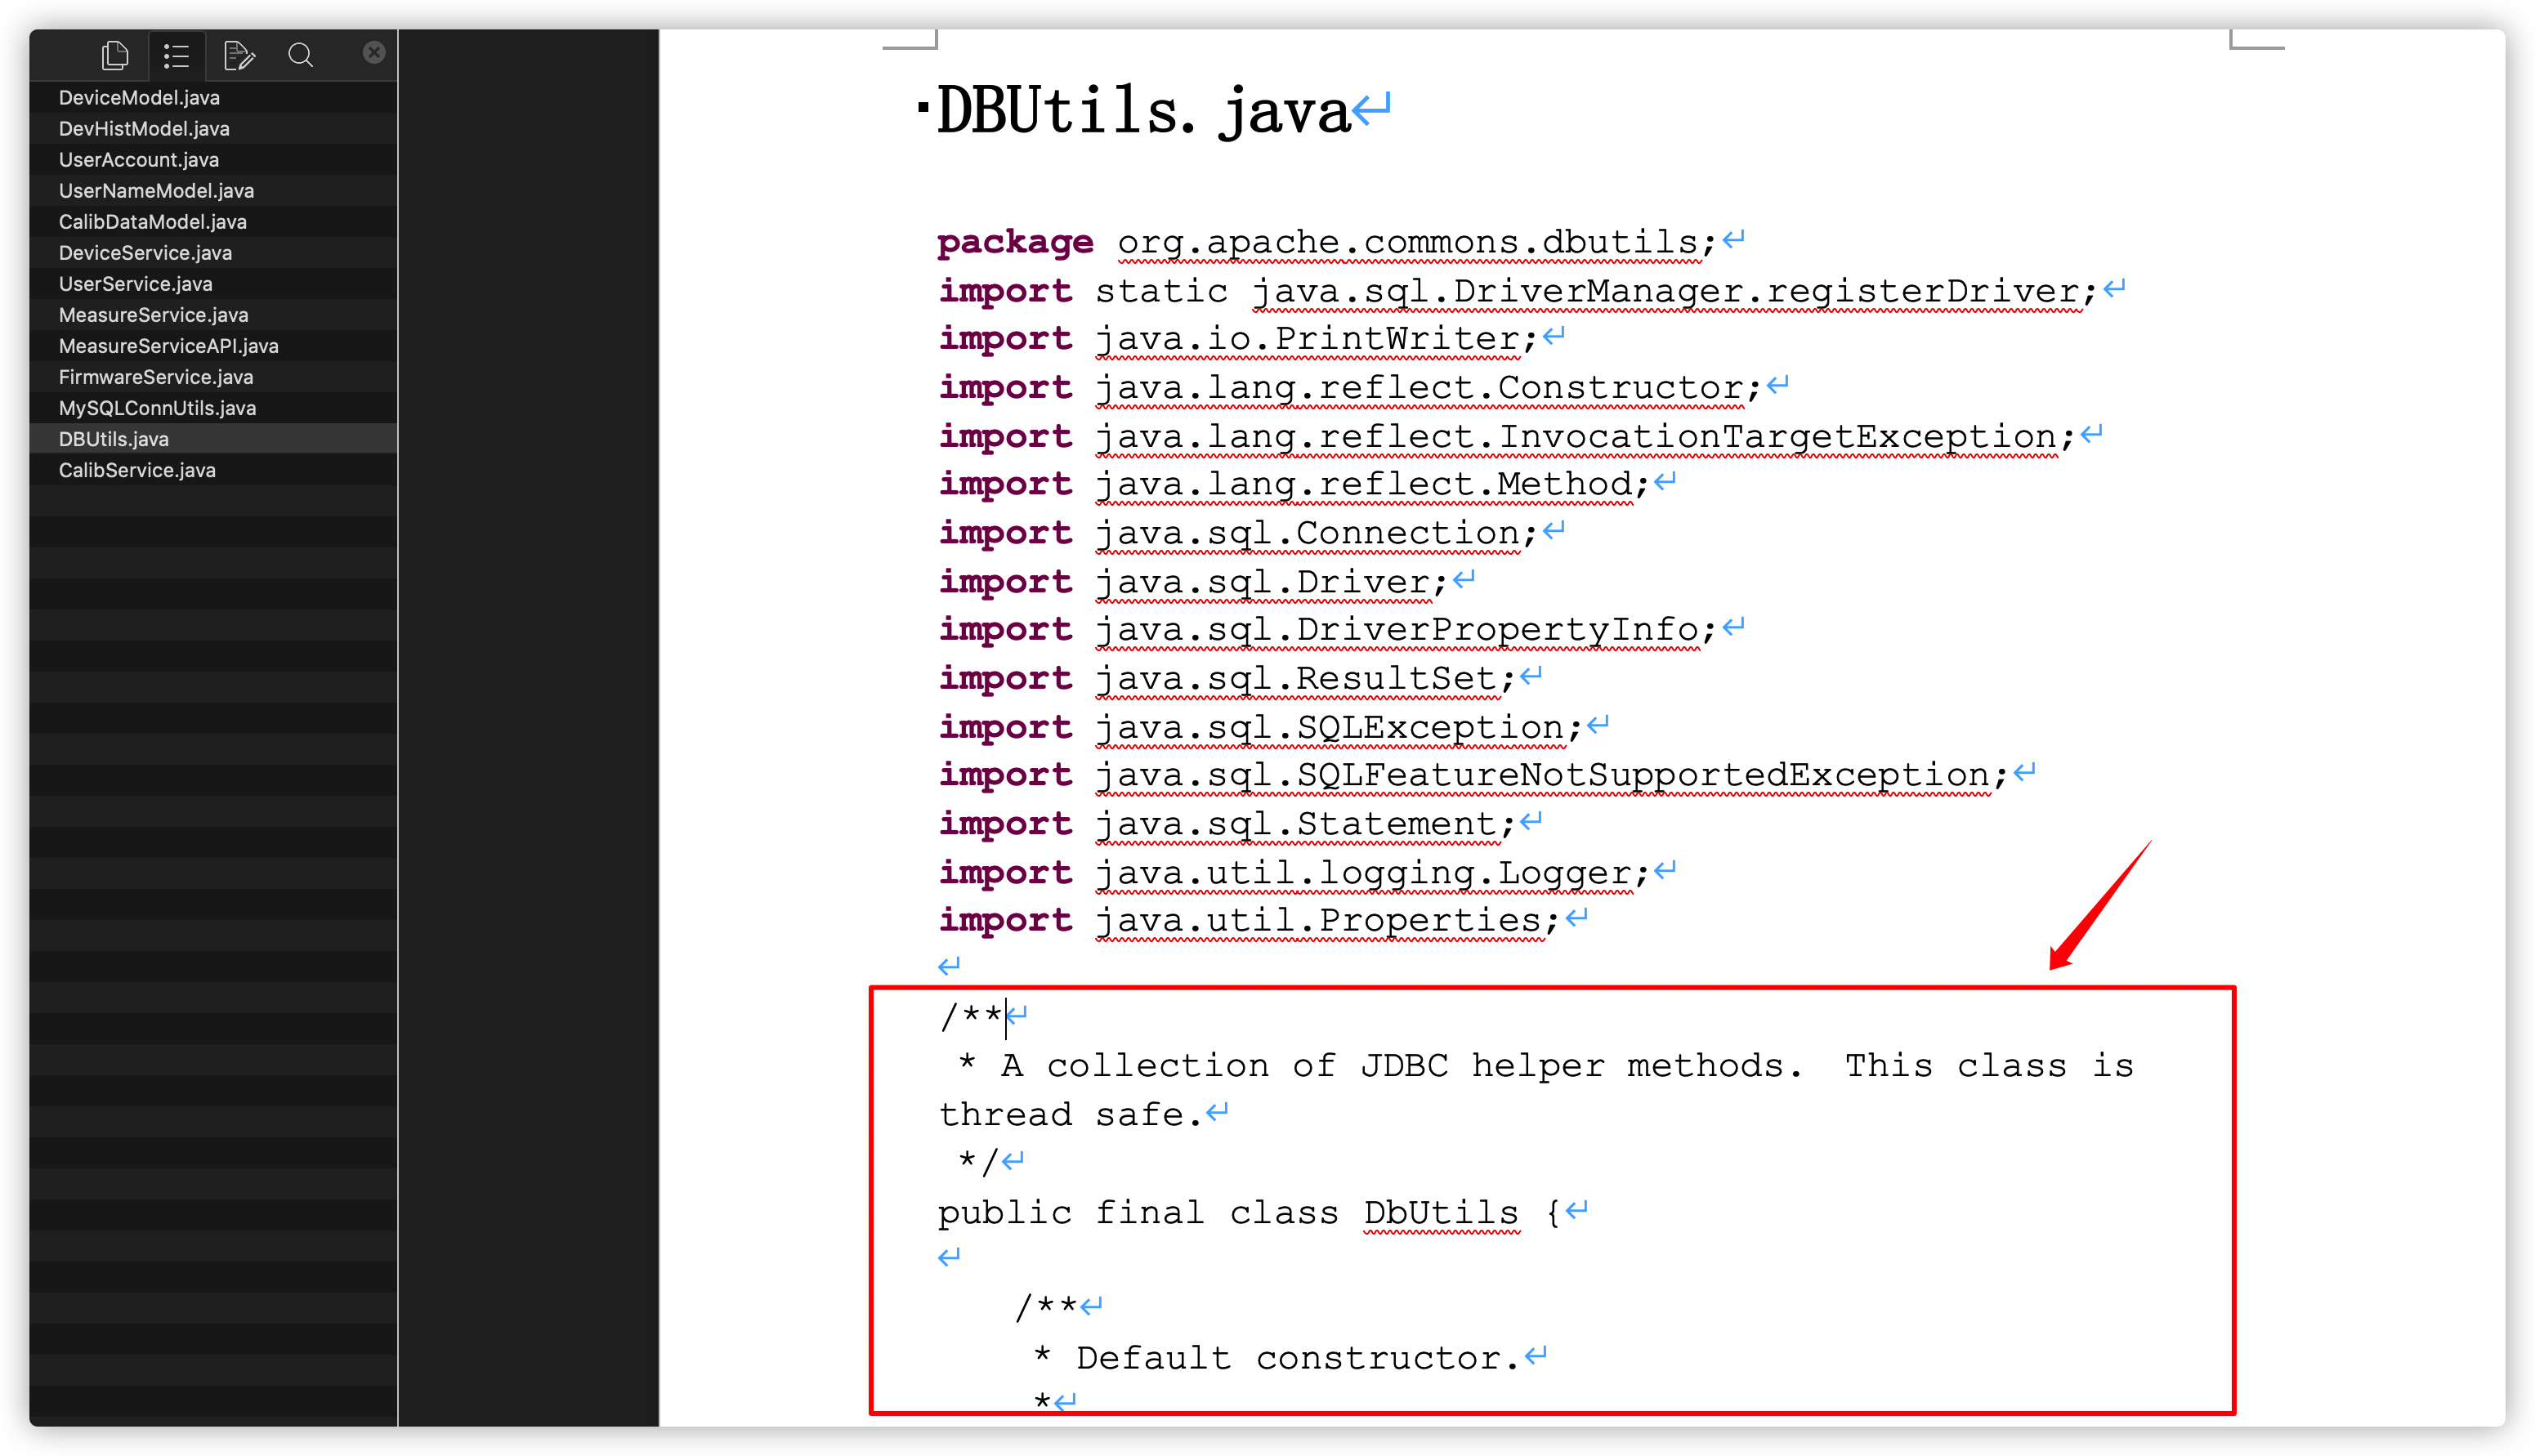 DeviceModel.java
DevHistModel.java
UserAccount.java
UserNameModel.java
CalibDataModel.java
DeviceService.java
UserService.java
MeasureService.java
MeasureServiceAPI.java
FirmwareService.java
MySQLConnUtils.java
DBUtils.java
CalibService.java
DBUtils.java
package org.apache.commons.dbutils;
import static java.sql.DriverManager.registerDriver;
import java.io.PrintWriter;
import java.lang.reflect.Constructor;
import java.lang.reflect.InvocationTargetException;
import java.lang.reflect.Method;
import java.sql.Connection;
import java.sql.Driver;
import java.sql.DriverPropertyInfo;
import java.sql.ResultSet;
import java.sql.SQLException;
import java.sql.SQLFeatureNotSupportedException;
import java.sql.Statement;
import java.util.logging.Logger;
import java.util.Properties;
/**
* A collection of JDBC helper methods.  This class is
thread safe.
*/
public final class DbUtils {
/**
* Default constructor.
*